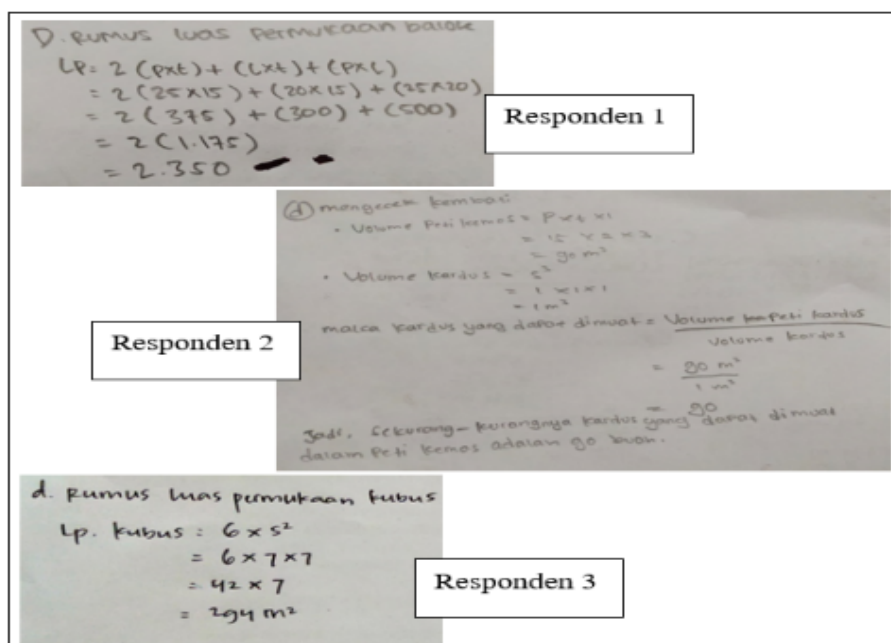 D. Rumus luas permukaan balok
LP = 2 (pxt) + (lxt) + (pxl)
= 2 (25x15) + (20x15) + (25x20)
= 2 (375) + (300) + (500)
= 2 (1.175)
= 2.350
Responden 1
(d) mengecek kembali
• Volume Peti kemas = P x t x l
= 15 x 2 x 3
= 90 m³
• Volume kardus = s³
= 1 x 1 x 1
= 1 m³
maka kardus yang dapat dimuat = Volume Peti kardus
Volume kardus
= 90 m³
1 m³
= 90
Jadi, sekurang-kurangnya kardus yang dapat dimuat
dalam Peti kemas adalah 90 buah.
Responden 2
d. Rumus luas permukaan kubus
Lp. kubus = 6 x s²
= 6 x 7 x 7
= 42 x 7
= 294 m²
Responden 3